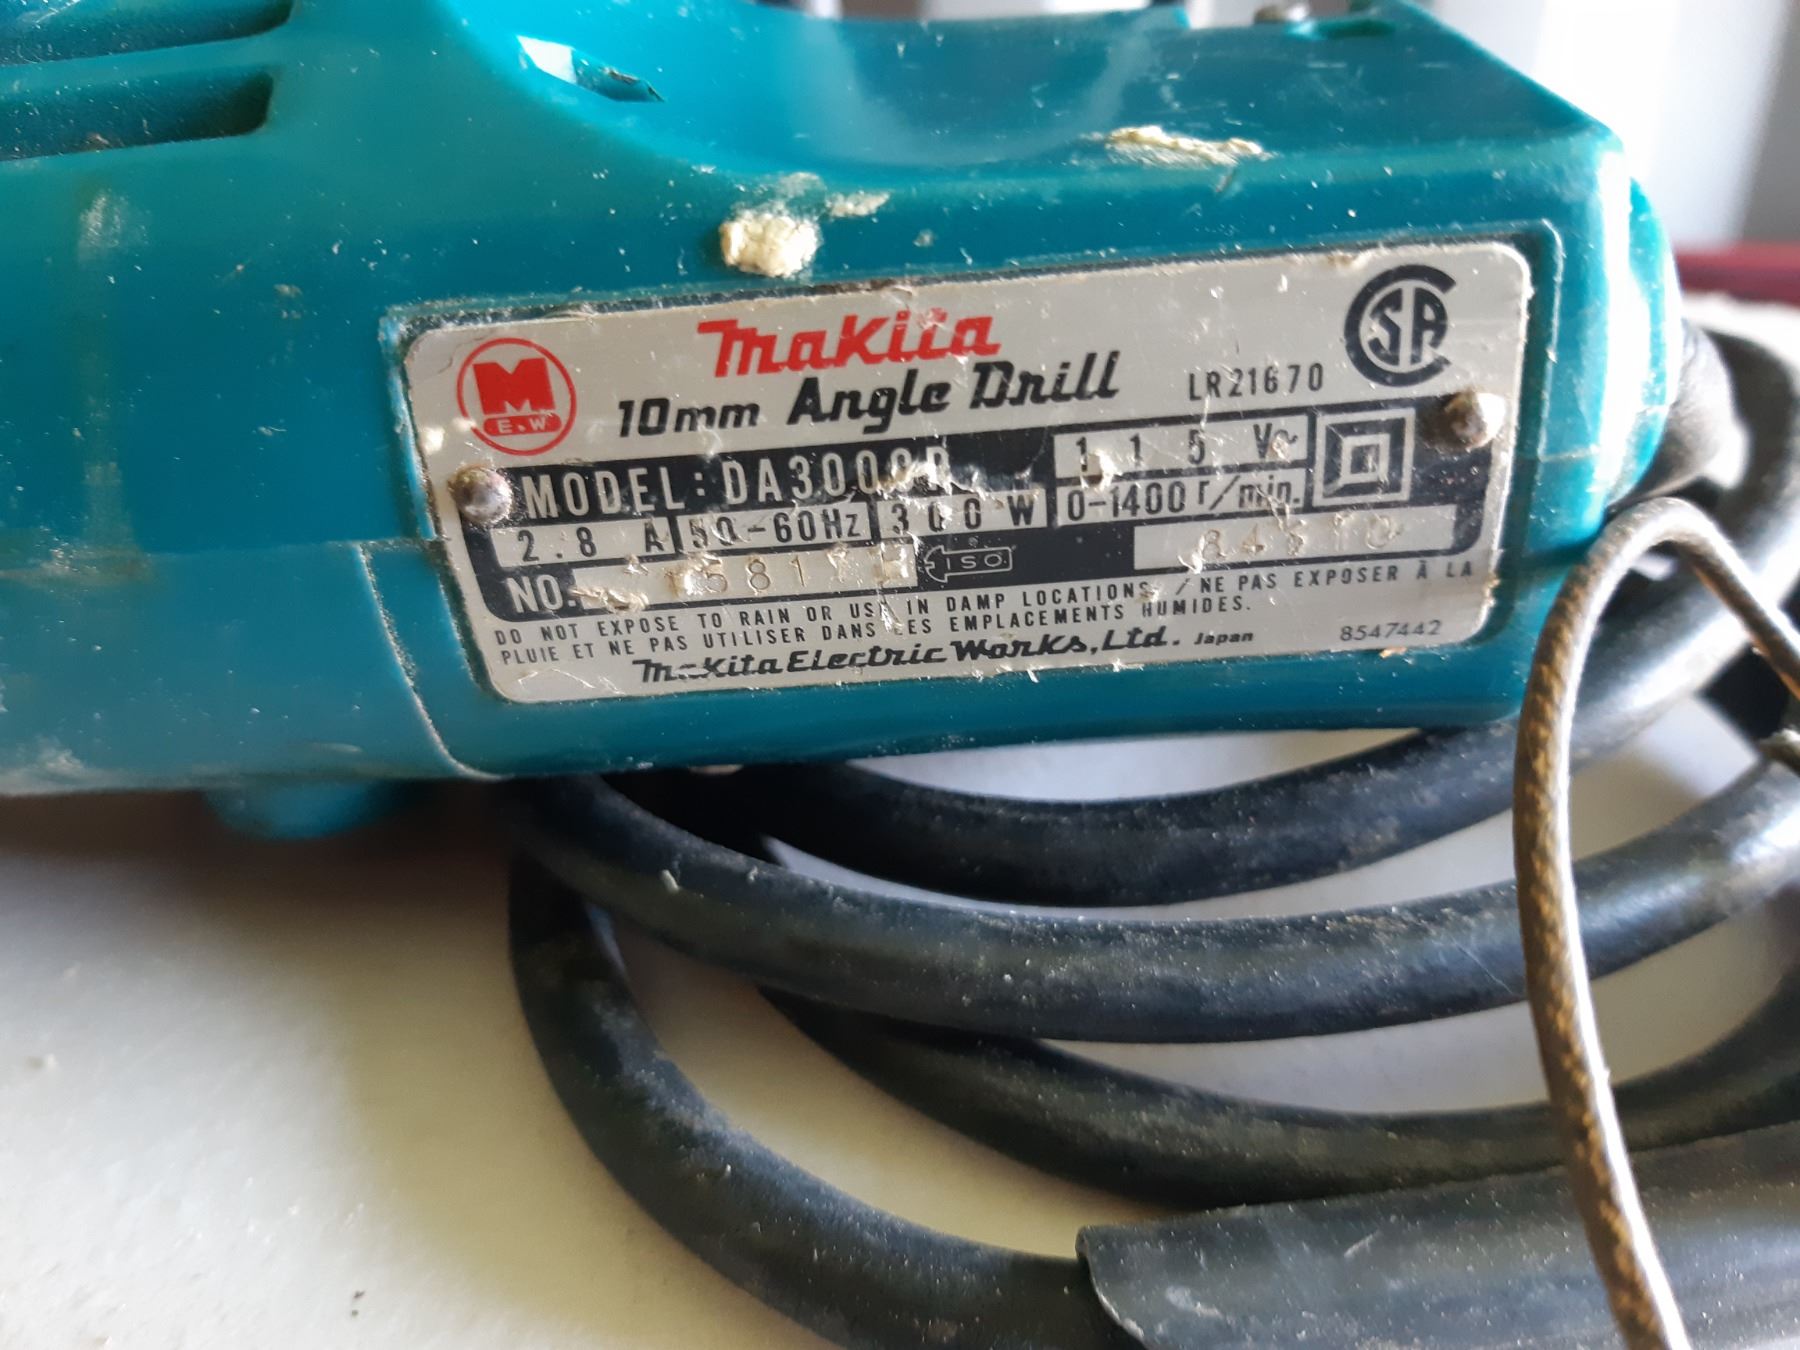 Makita
M
E.W
10mm Angle Drill
LR21670
CSA
MODEL: DA3000R
115 V~
2.8 A 50-60Hz 300 W 0-1400 r/min.
NO.
ISO
DO NOT EXPOSE TO RAIN OR USE IN DAMP LOCATIONS. / NE PAS EXPOSER À LA
PLUIE ET NE PAS UTILISER DANS LES EMPLACEMENTS HUMIDES.
Makita Electric Works, Ltd. Japan
8547442